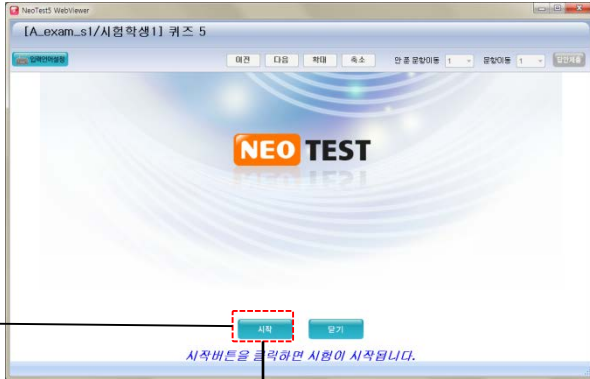 NeoTest5 WebViewer
[A_exam_s1/시험학생1] 퀴즈 5
입력언어설정 이전 다음 확대 축소 안 푼 문항이동 1 문항이동 1 답안제출
NEO TEST
시작 닫기
시작버튼을 클릭하면 시험이 시작됩니다.